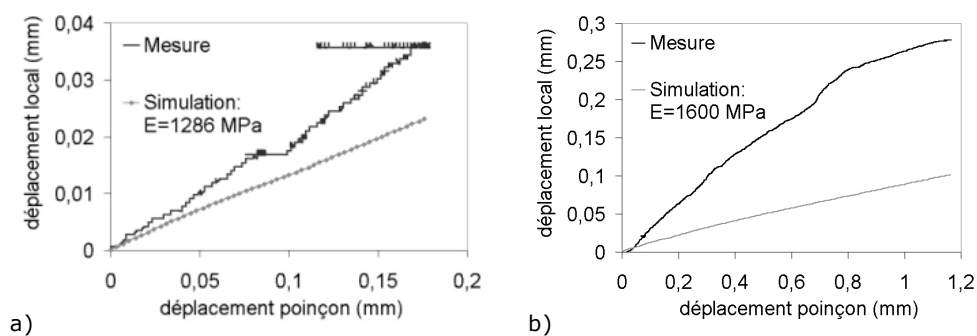 a)
déplacement local (mm)
0,04
0,03
0,02
0,01
0
Mesure
Simulation:
E=1286 MPa
0
0,05
0,1
0,15
0,2
déplacement poinçon (mm)
b)
déplacement local (mm)
0,3
0,25
0,2
0,15
0,1
0,05
0
Mesure
Simulation:
E=1600 MPa
0
0,2
0,4
0,6
0,8
1
1,2
déplacement poinçon (mm)